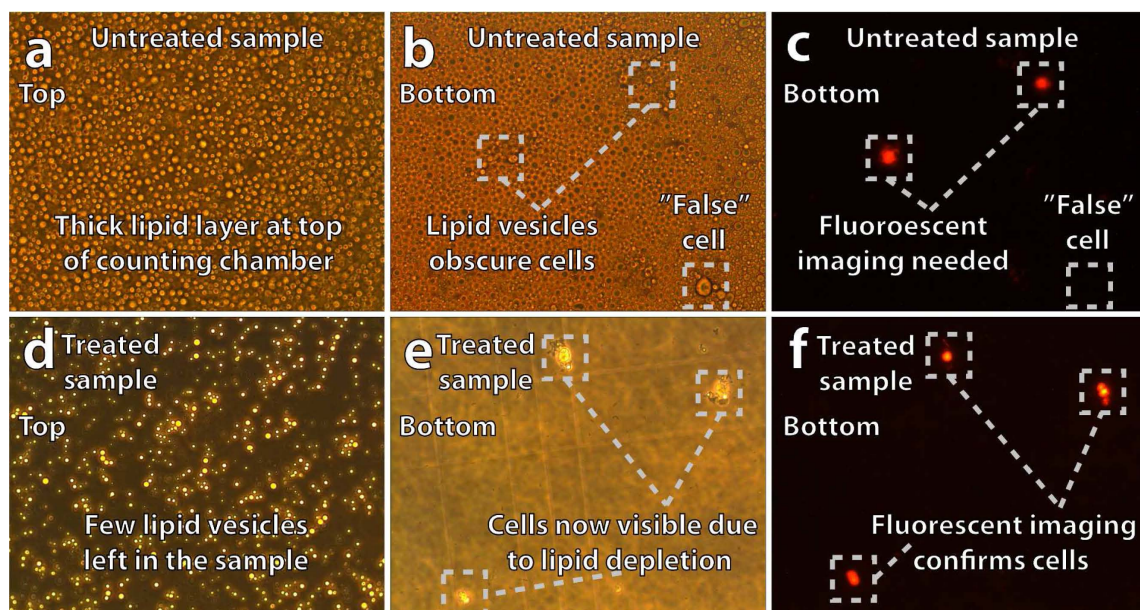 a
Untreated sample
Top
Thick lipid layer at top
of counting chamber
b
Untreated sample
Bottom
Lipid vesicles
obscure cells
"False"
cell
c
Untreated sample
Bottom
Fluoroescent
imaging needed
"False"
cell
d
Treated
sample
Top
Few lipid vesicles
left in the sample
e
Treated
sample
Bottom
Cells now visible due
to lipid depletion
f
Treated
sample
Bottom
Fluorescent imaging
confirms cells